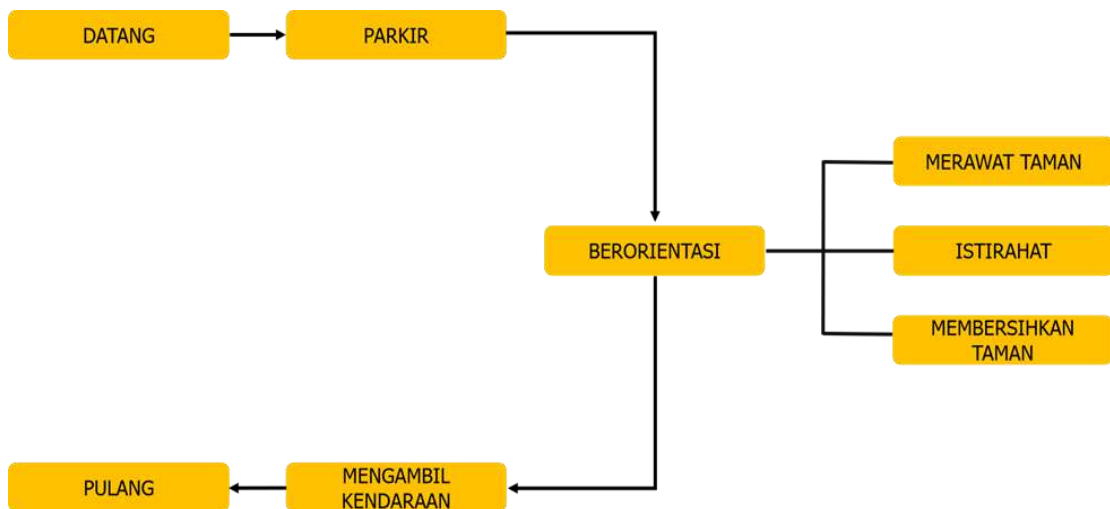 DATANG
PARKIR
MERAWAT TAMAN
BERORIENTASI
ISTIRAHAT
MEMBERSIHKAN
TAMAN
PULANG
MENGAMBIL
KENDARAAN